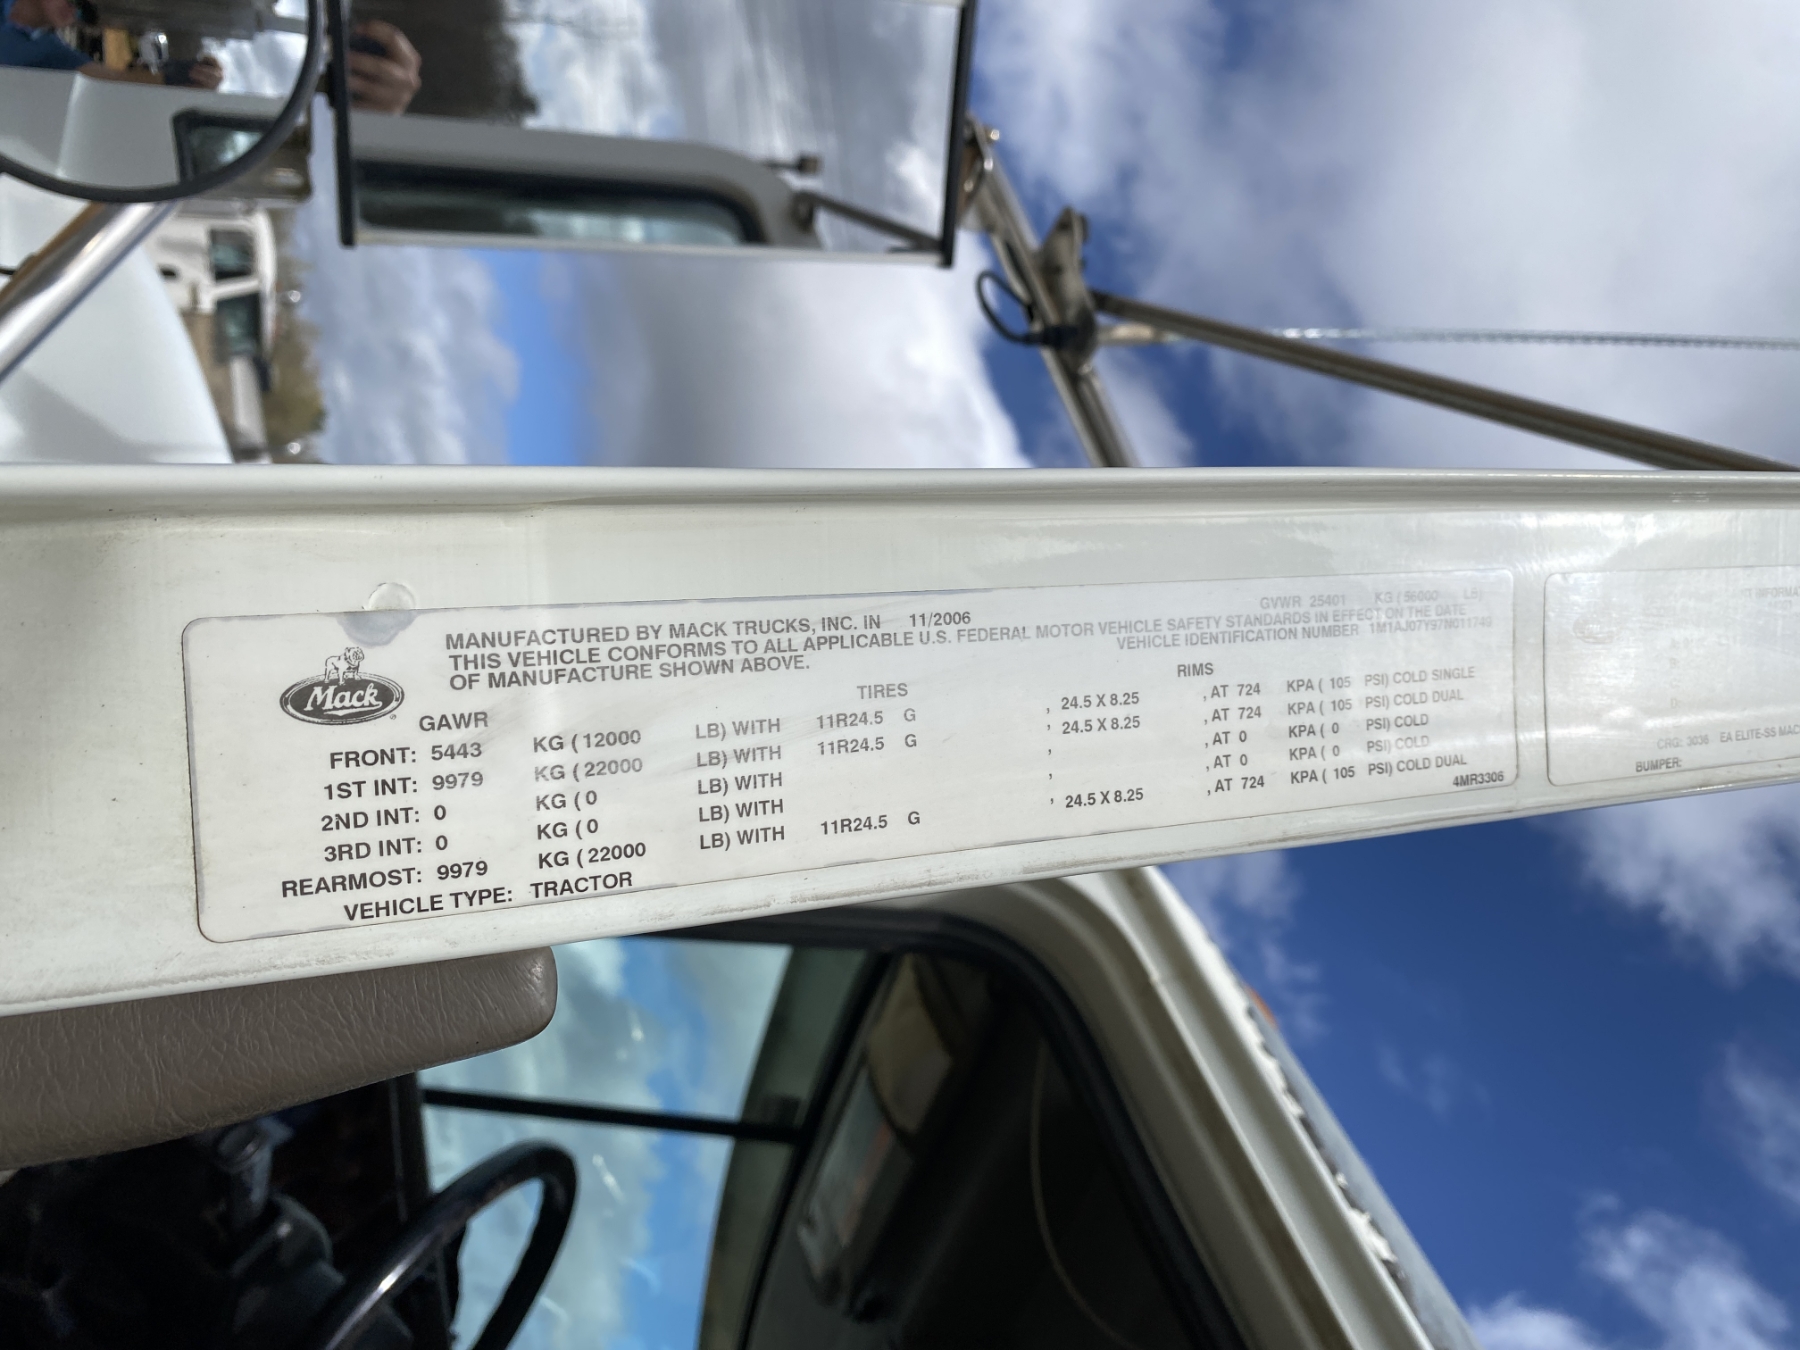 Mack
MANUFACTURED BY MACK TRUCKS, INC. IN 11/2006 GVWR 25401 KG ( 56000 LB)
THIS VEHICLE CONFORMS TO ALL APPLICABLE U.S. FEDERAL MOTOR VEHICLE SAFETY STANDARDS IN EFFECT ON THE DATE
OF MANUFACTURE SHOWN ABOVE. VEHICLE IDENTIFICATION NUMBER 1M1AJ07Y97N011749
GAWR TIRES RIMS
FRONT: 5443 KG ( 12000 LB) WITH 11R24.5 G , 24.5 X 8.25 , AT 724 KPA ( 105 PSI) COLD SINGLE
1ST INT: 9979 KG ( 22000 LB) WITH 11R24.5 G , 24.5 X 8.25 , AT 724 KPA ( 105 PSI) COLD DUAL
2ND INT: 0 KG ( 0 LB) WITH , , AT 0 KPA ( 0 PSI) COLD
3RD INT: 0 KG ( 0 LB) WITH , , AT 0 KPA ( 0 PSI) COLD
REARMOST: 9979 KG ( 22000 LB) WITH 11R24.5 G , 24.5 X 8.25 , AT 724 KPA ( 105 PSI) COLD DUAL
VEHICLE TYPE: TRACTOR 4MR3306
CRG: 3036 EA ELITE-SS
BUMPER: